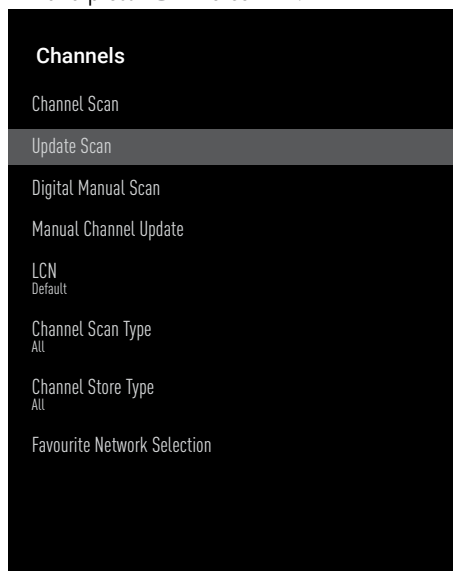 Channels
Channel Scan
Update Scan
Digital Manual Scan
Manual Channel Update
LCN
Default
Channel Scan Type
All
Channel Store Type
All
Favourite Network Selection